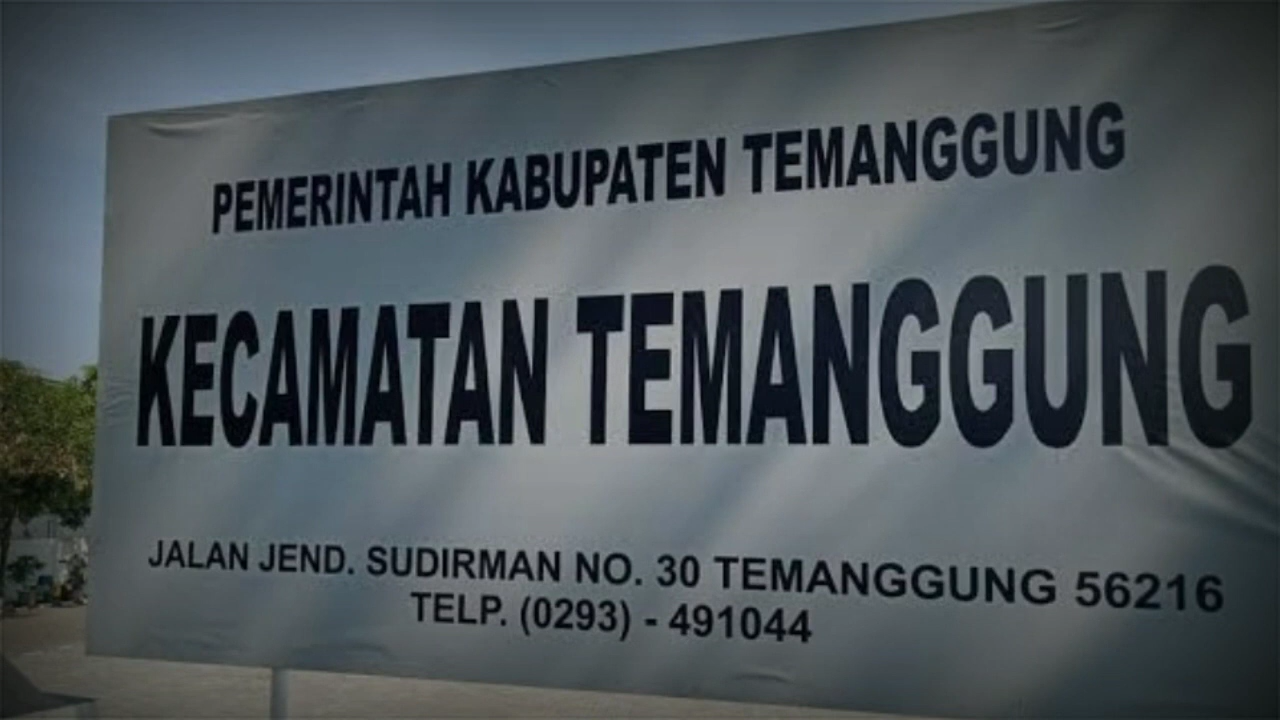 PEMERINTAH KABUPATEN TEMANGGUNG
KECAMATAN TEMANGGUNG
JALAN JEND. SUDIRMAN NO. 30 TEMANGGUNG 56216
TELP. (0293) - 491044